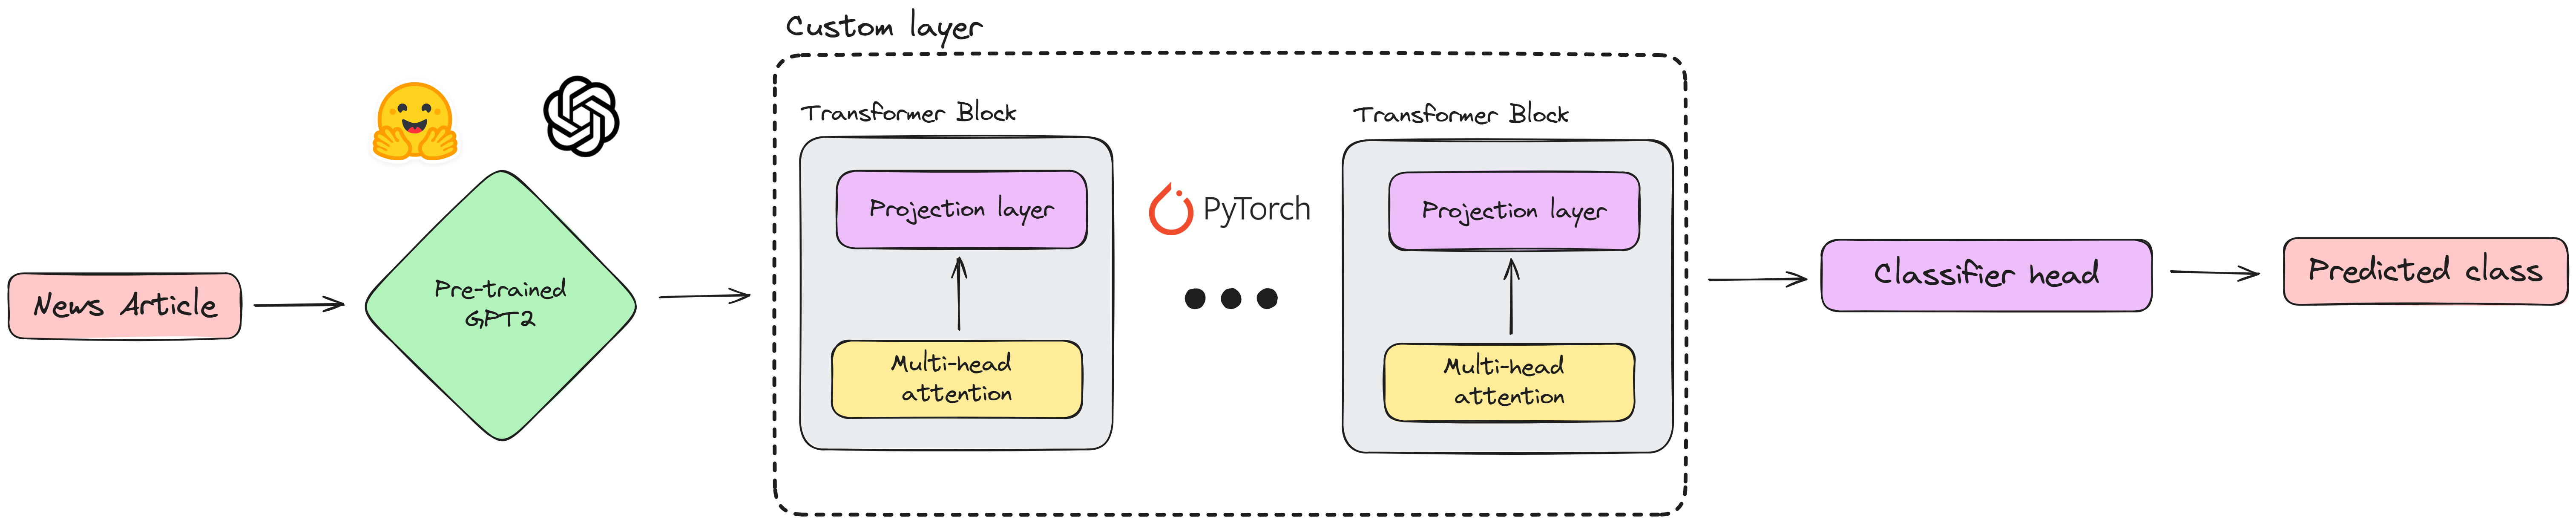 Custom layer
Transformer Block
Transformer Block
Projection layer
PyTorch
Projection layer
News Article
Pre-trained
GPT2
Multi-head
attention
Multi-head
attention
Classifier head
Predicted class